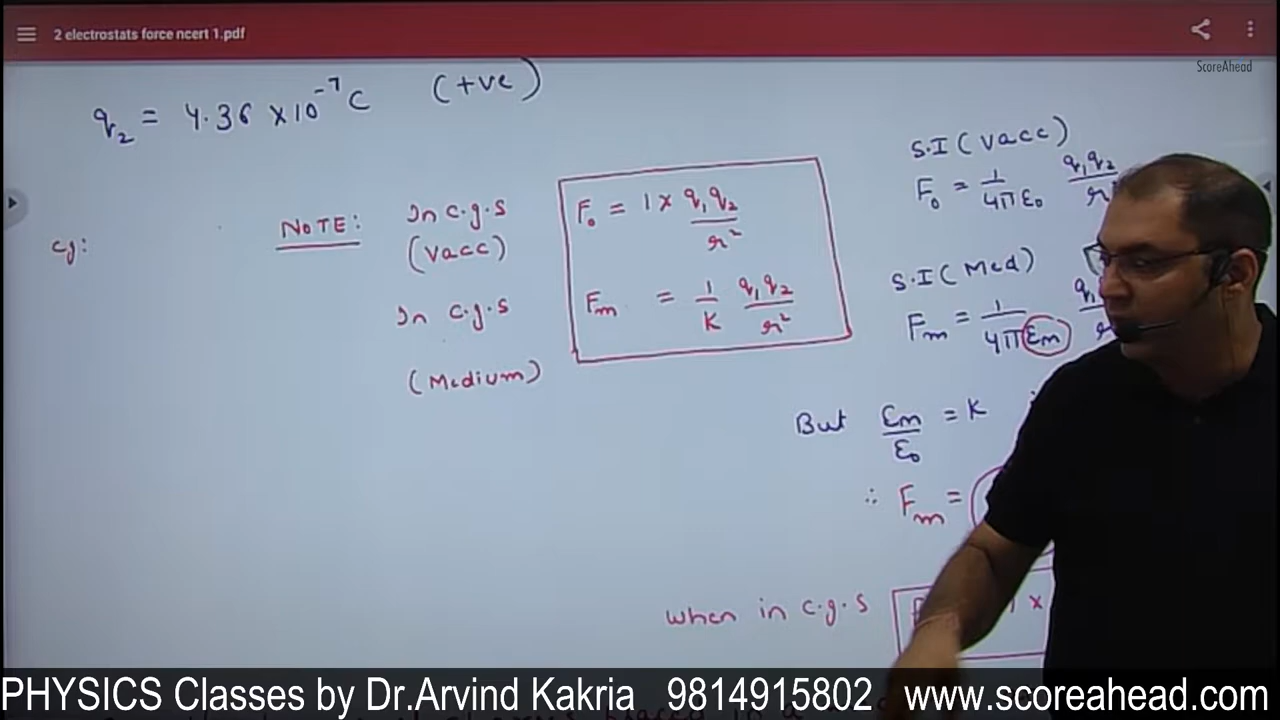 2 electrostats force ncert 1.pdf
ScoreAhead
q₂ = 4.36 × 10⁻⁷ C (+ve)
eg:
NOTE: In c.g.s (Vacc)
F₀ = 1 × q₁q₂ / r²
In c.g.s (Medium)
Fm = 1/K q₁q₂ / r²
S.I (Vacc)
F₀ = 1/4πε₀ q₁q₂ / r²
S.I (Med)
Fm = 1/4πεm
But εm/ε₀ = K
∴ Fm =
When in c.g.s
PHYSICS Classes by Dr.Arvind Kakria 9814915802 www.scoreahead.com